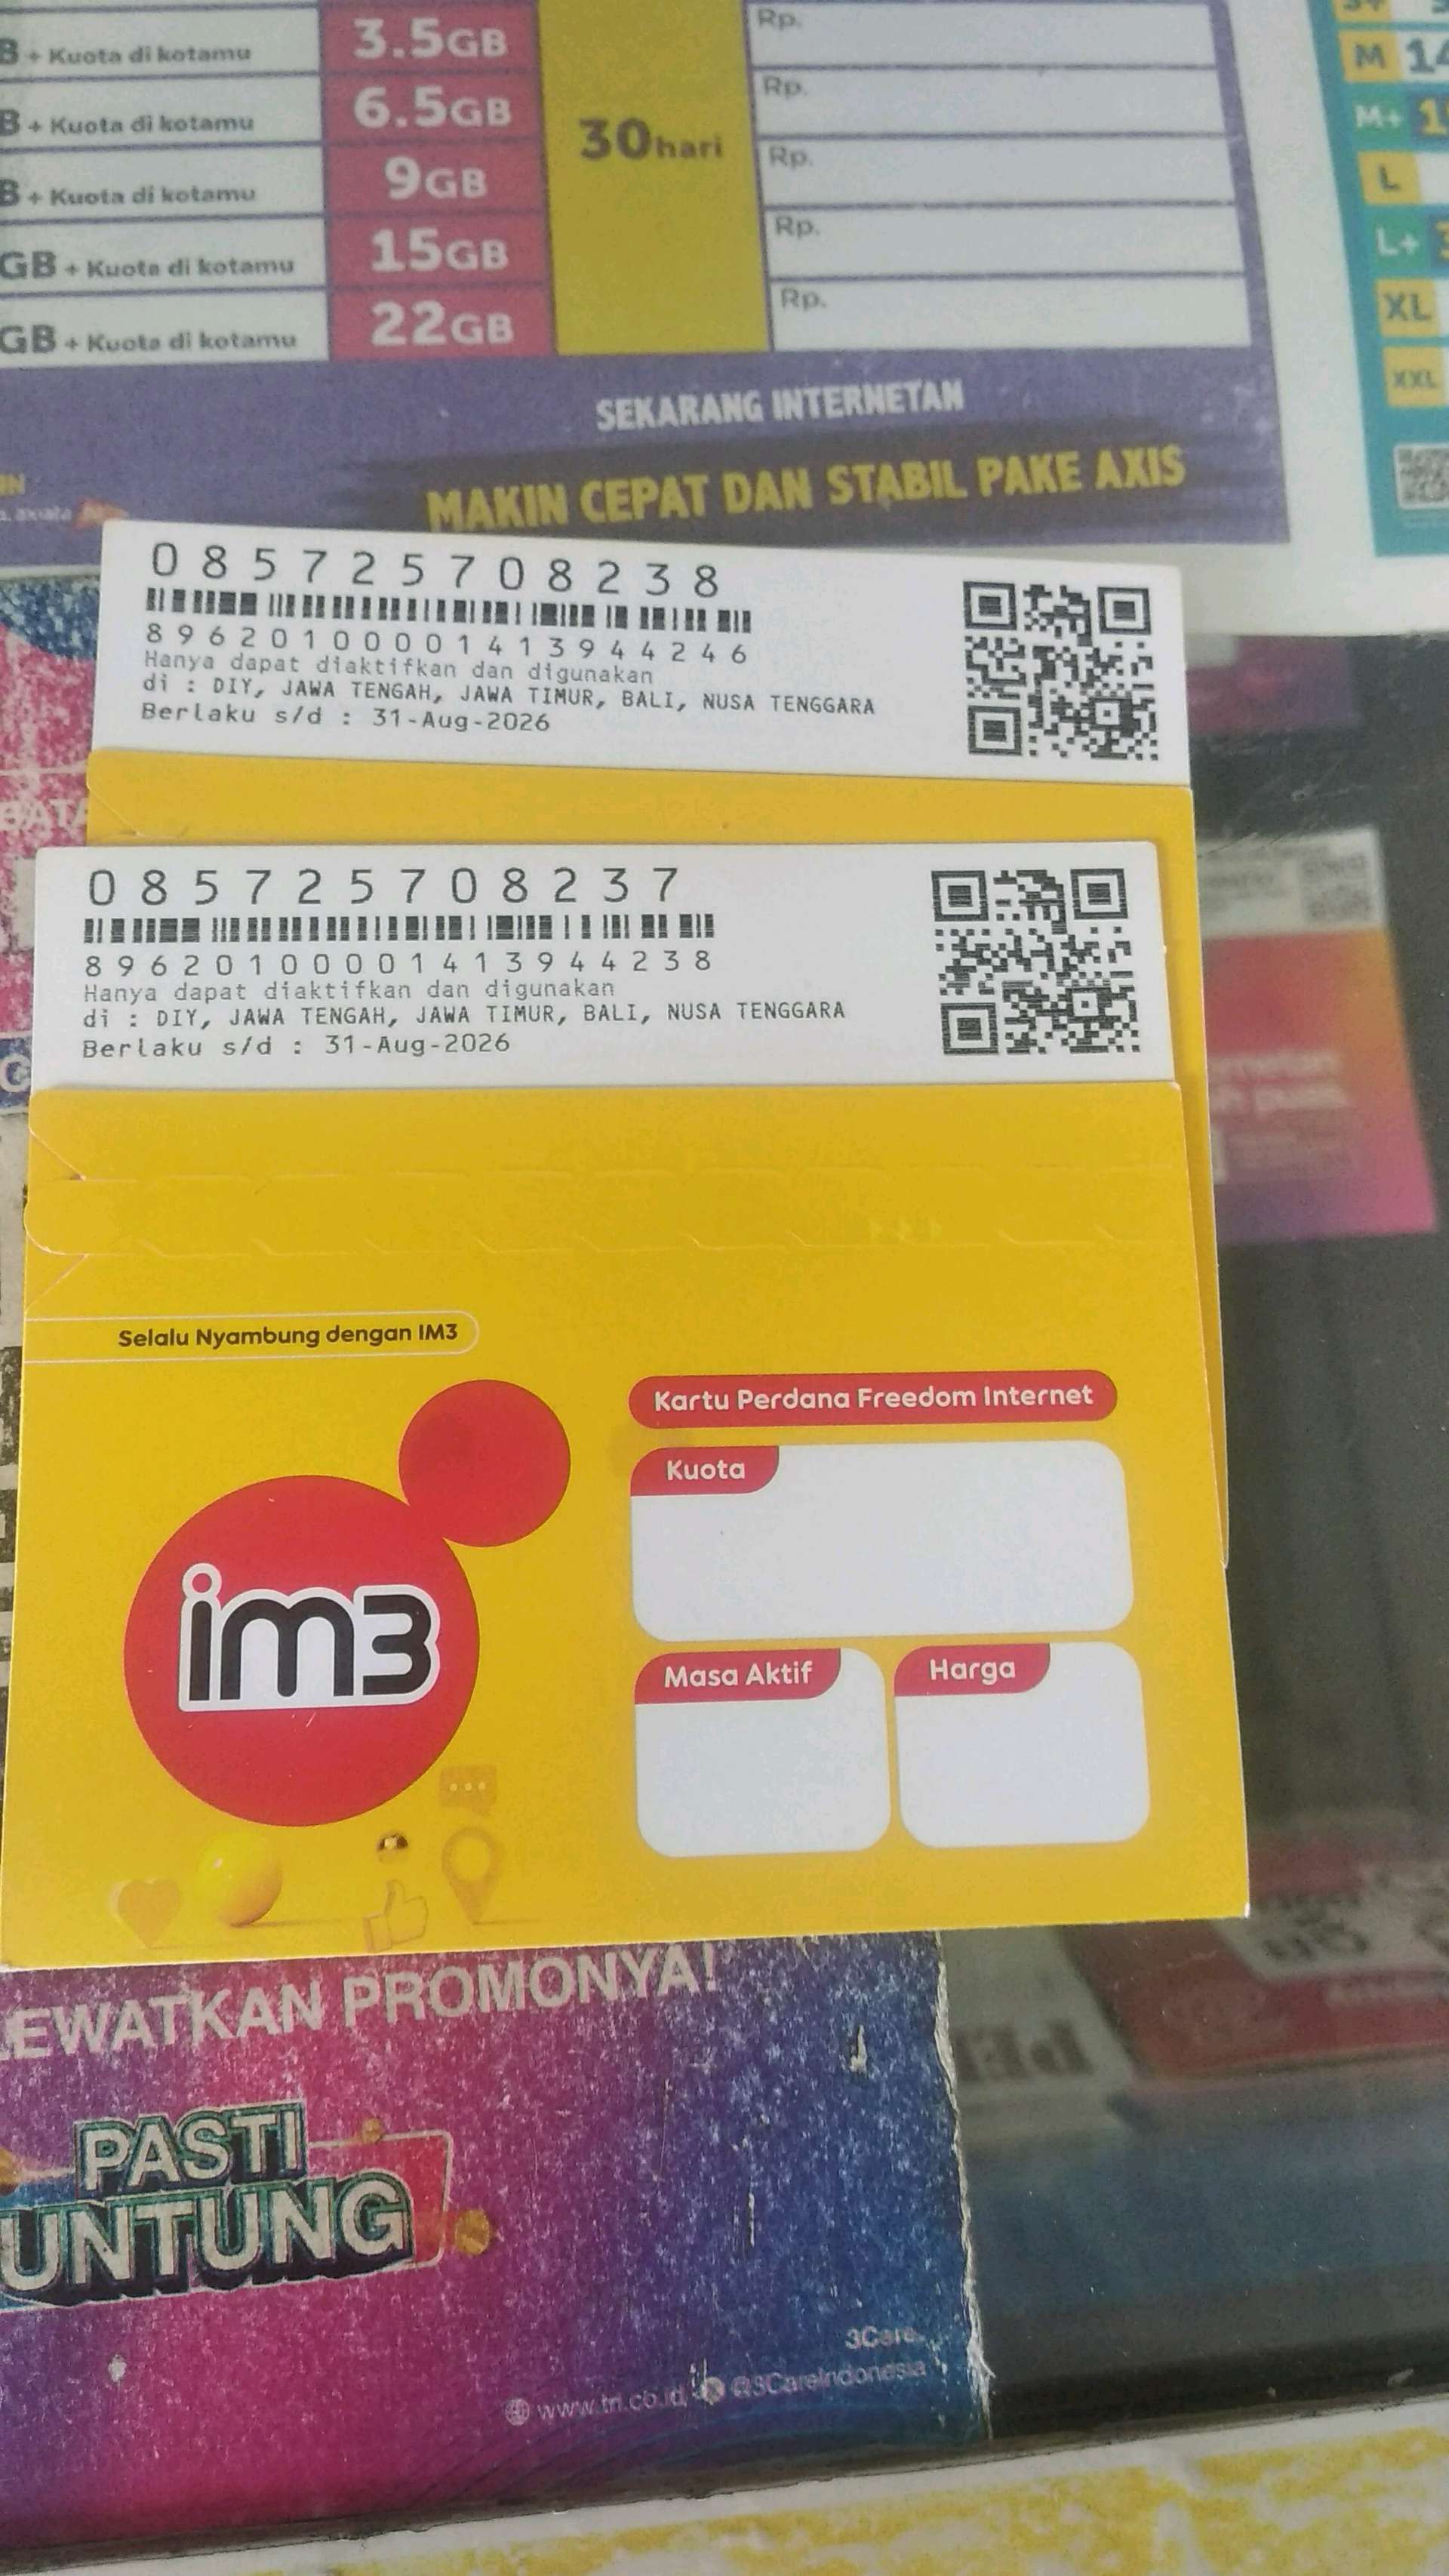 + Kuota di kotamu 3.5GB Rp.
+ Kuota di kotamu 6.5GB Rp.
30hari
+ Kuota di kotamu 9GB Rp.
GB + Kuota di kotamu 15GB Rp.
GB + Kuota di kotamu 22GB Rp.
M 14
M+ 1
L
L+ 3
XL
XXL
SEKARANG INTERNETAN
MAKIN CEPAT DAN STABIL PAKE AXIS
085725708238
8962010000141394424 6
Hanya dapat diaktifkan dan digunakan
di : DIY, JAWA TENGAH, JAWA TIMUR, BALI, NUSA TENGGARA
Berlaku s/d : 31-Aug-2026
085725708237
89620100001413944238
Hanya dapat diaktifkan dan digunakan
di : DIY, JAWA TENGAH, JAWA TIMUR, BALI, NUSA TENGGARA
Berlaku s/d : 31-Aug-2026
Selalu Nyambung dengan IM3
Kartu Perdana Freedom Internet
Kuota
im3
Masa Aktif Harga
EWATKAN PROMONYA!
PASTI
UNTUNG
3Care
www.tri.co.id @3CareIndonesia